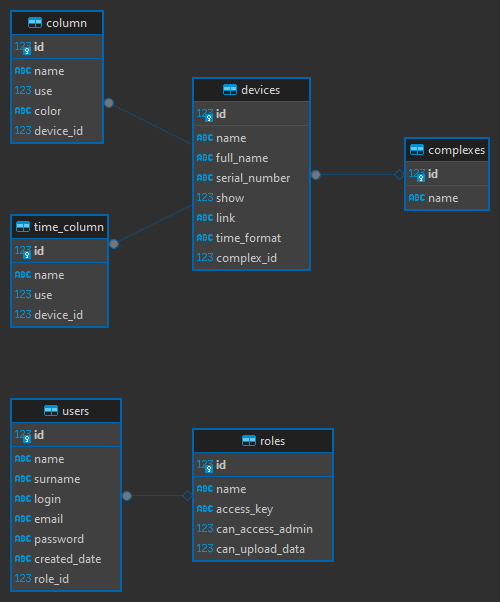 column
123 id
ABC name
123 use
ABC color
123 device_id
time_column
123 id
ABC name
123 use
123 device_id
devices
123 id
ABC name
ABC full_name
ABC serial_number
123 show
ABC link
ABC time_format
123 complex_id
complexes
123 id
ABC name
users
123 id
ABC name
ABC surname
ABC login
ABC email
ABC password
ABC created_date
123 role_id
roles
123 id
ABC name
ABC access_key
123 can_access_admin
123 can_upload_data